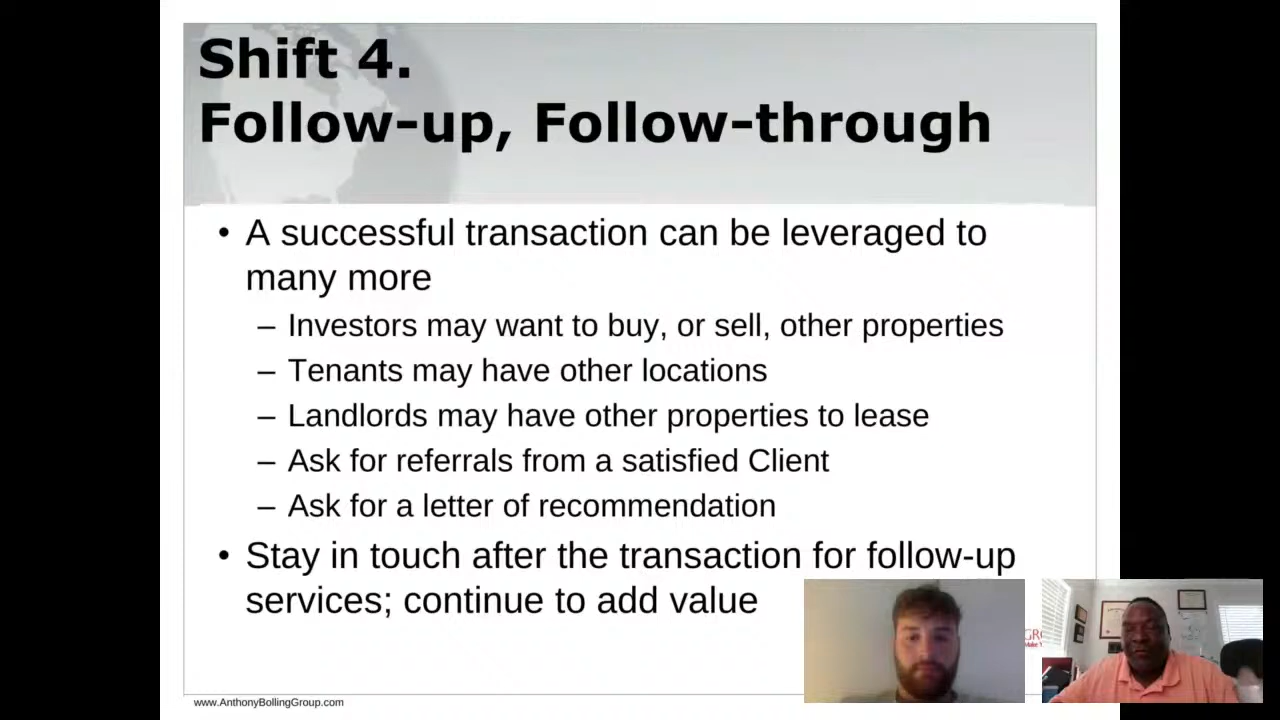 Shift 4.
Follow-up, Follow-through
• A successful transaction can be leveraged to
many more
– Investors may want to buy, or sell, other properties
– Tenants may have other locations
– Landlords may have other properties to lease
– Ask for referrals from a satisfied Client
– Ask for a letter of recommendation
• Stay in touch after the transaction for follow-up
services; continue to add value
www.AnthonyBollingGroup.com